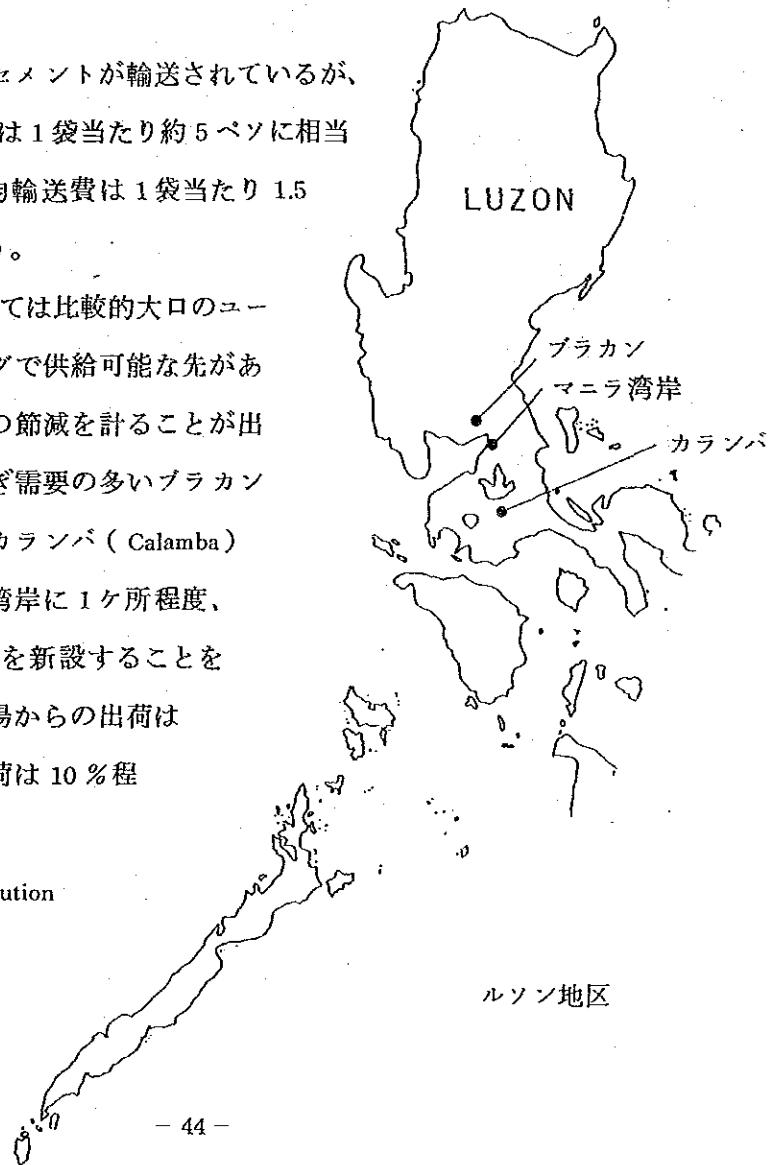 セメントが輸送されているが、
は1袋当たり約5ペソに相当
輸送費は1袋当たり1.5
。
ては比較的大口のユー
グで供給可能な先があ
の節減を計ることが出
ぎ需要の多いブラカン
カランバ ( Calamba )
湾岸に1ケ所程度、
を新設することを
場からの出荷は
荷は10%程
ution
LUZON
ブラカン
マニラ湾岸
カランバ
ルソン地区
- 44 -